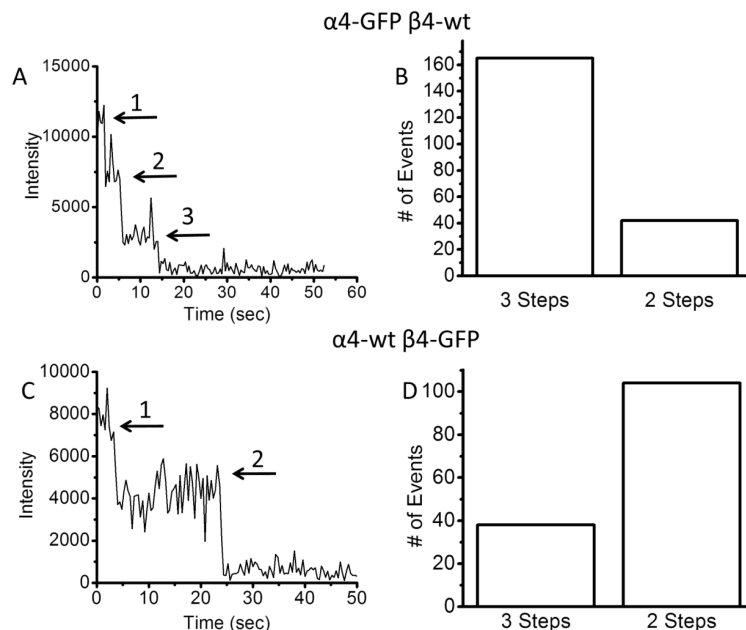 α4-GFP β4-wt
A
15000
10000
5000
0
Intensity
1
2
3
0 10 20 30 40 50 60
Time (sec)
B
160
140
120
100
80
60
40
20
0
# of Events
3 Steps 2 Steps
α4-wt β4-GFP
C
10000
8000
6000
4000
2000
0
Intensity
1
2
0 10 20 30 40 50
Time (sec)
D
100
80
60
40
20
0
# of Events
3 Steps 2 Steps